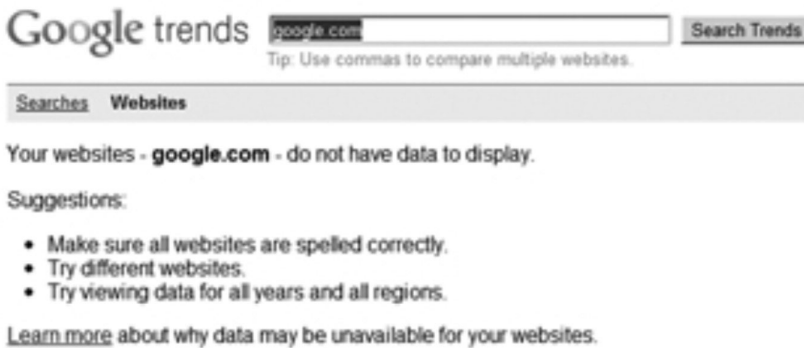 Google trends google.com Search Trends
Tip: Use commas to compare multiple websites.
Searches Websites
Your websites - google.com - do not have data to display.
Suggestions:
• Make sure all websites are spelled correctly.
• Try different websites.
• Try viewing data for all years and all regions.
Learn more about why data may be unavailable for your websites.